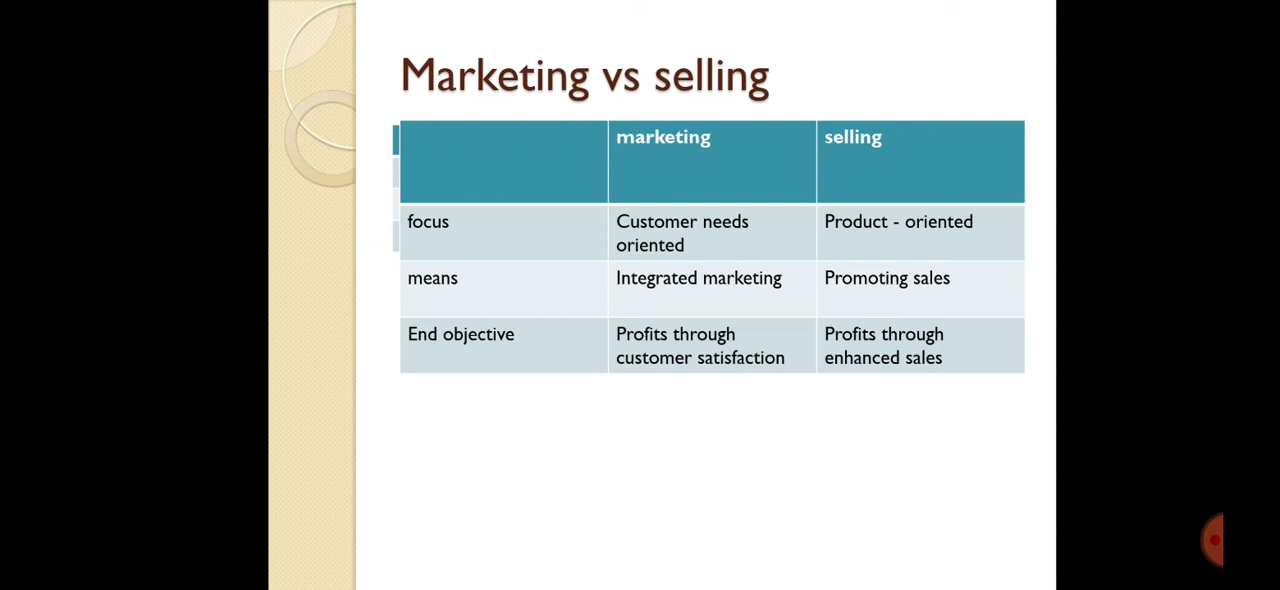 Marketing vs selling
marketing selling
focus Customer needs Product - oriented
oriented
means Integrated marketing Promoting sales
End objective Profits through Profits through
customer satisfaction enhanced sales